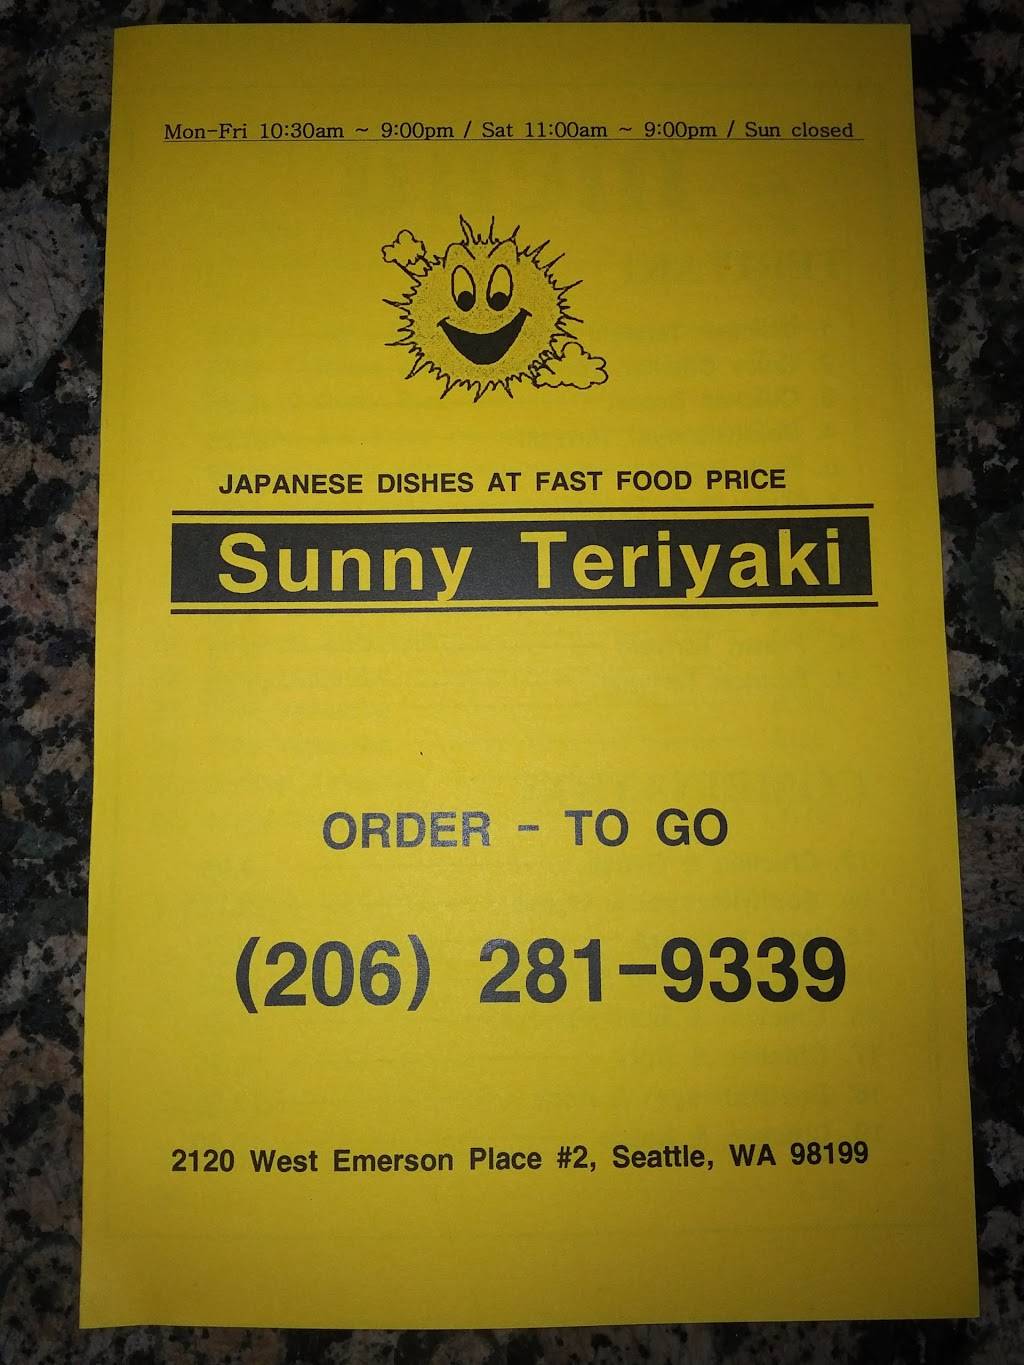 Mon-Fri 10:30am ~ 9:00pm / Sat 11:00am ~ 9:00pm / Sun closed
JAPANESE DISHES AT FAST FOOD PRICE
Sunny Teriyaki
ORDER - TO GO
(206) 281-9339
2120 West Emerson Place #2, Seattle, WA 98199